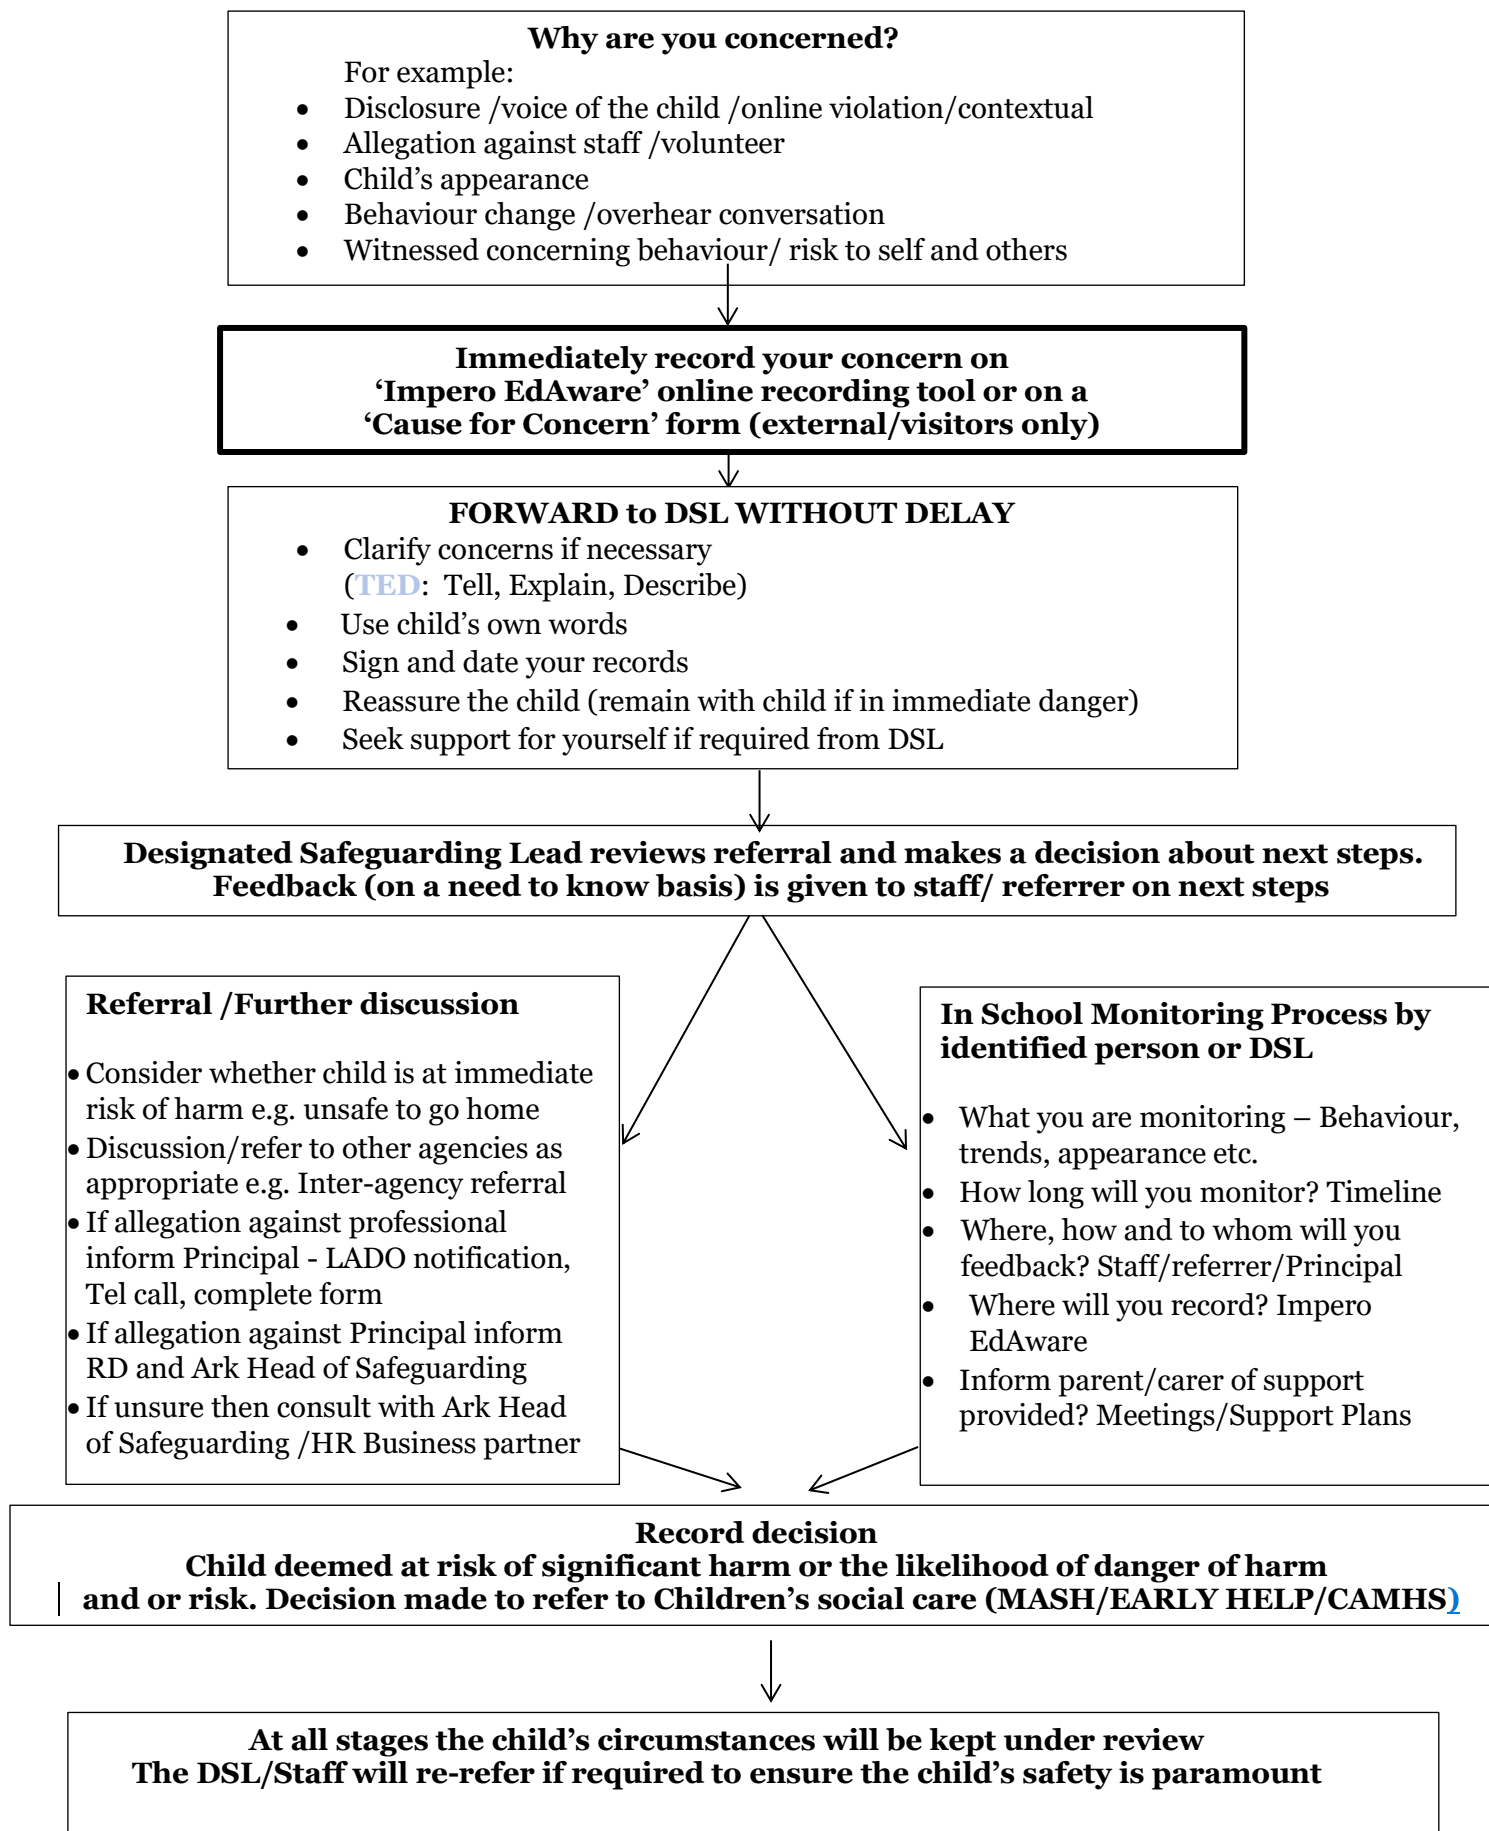 Why are you concerned?
For example:
• Disclosure /voice of the child /online violation/contextual
• Allegation against staff /volunteer
• Child’s appearance
• Behaviour change /overhear conversation
• Witnessed concerning behaviour/ risk to self and others
Immediately record your concern on
‘Impero EdAware’ online recording tool or on a
‘Cause for Concern’ form (external/visitors only)
FORWARD to DSL WITHOUT DELAY
• Clarify concerns if necessary
(TED: Tell, Explain, Describe)
• Use child’s own words
• Sign and date your records
• Reassure the child (remain with child if in immediate danger)
• Seek support for yourself if required from DSL
Designated Safeguarding Lead reviews referral and makes a decision about next steps.
Feedback (on a need to know basis) is given to staff/ referrer on next steps
Referral /Further discussion
• Consider whether child is at immediate
risk of harm e.g. unsafe to go home
• Discussion/refer to other agencies as
appropriate e.g. Inter-agency referral
• If allegation against professional
inform Principal - LADO notification,
Tel call, complete form
• If allegation against Principal inform
RD and Ark Head of Safeguarding
• If unsure then consult with Ark Head
of Safeguarding /HR Business partner
In School Monitoring Process by
identified person or DSL
• What you are monitoring – Behaviour,
trends, appearance etc.
• How long will you monitor? Timeline
• Where, how and to whom will you
feedback? Staff/referrer/Principal
• Where will you record? Impero
EdAware
• Inform parent/carer of support
provided? Meetings/Support Plans
Record decision
Child deemed at risk of significant harm or the likelihood of danger of harm
and or risk. Decision made to refer to Children’s social care (MASH/EARLY HELP/CAMHS)
At all stages the child’s circumstances will be kept under review
The DSL/Staff will re-refer if required to ensure the child’s safety is paramount